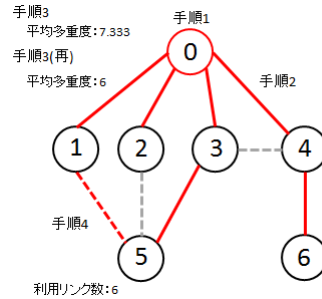 手順3
手順1
平均多重度：7.333
手順3(再)
0
平均多重度：6
手順2
1
2
3
4
手順4
5
6
利用リンク数：6